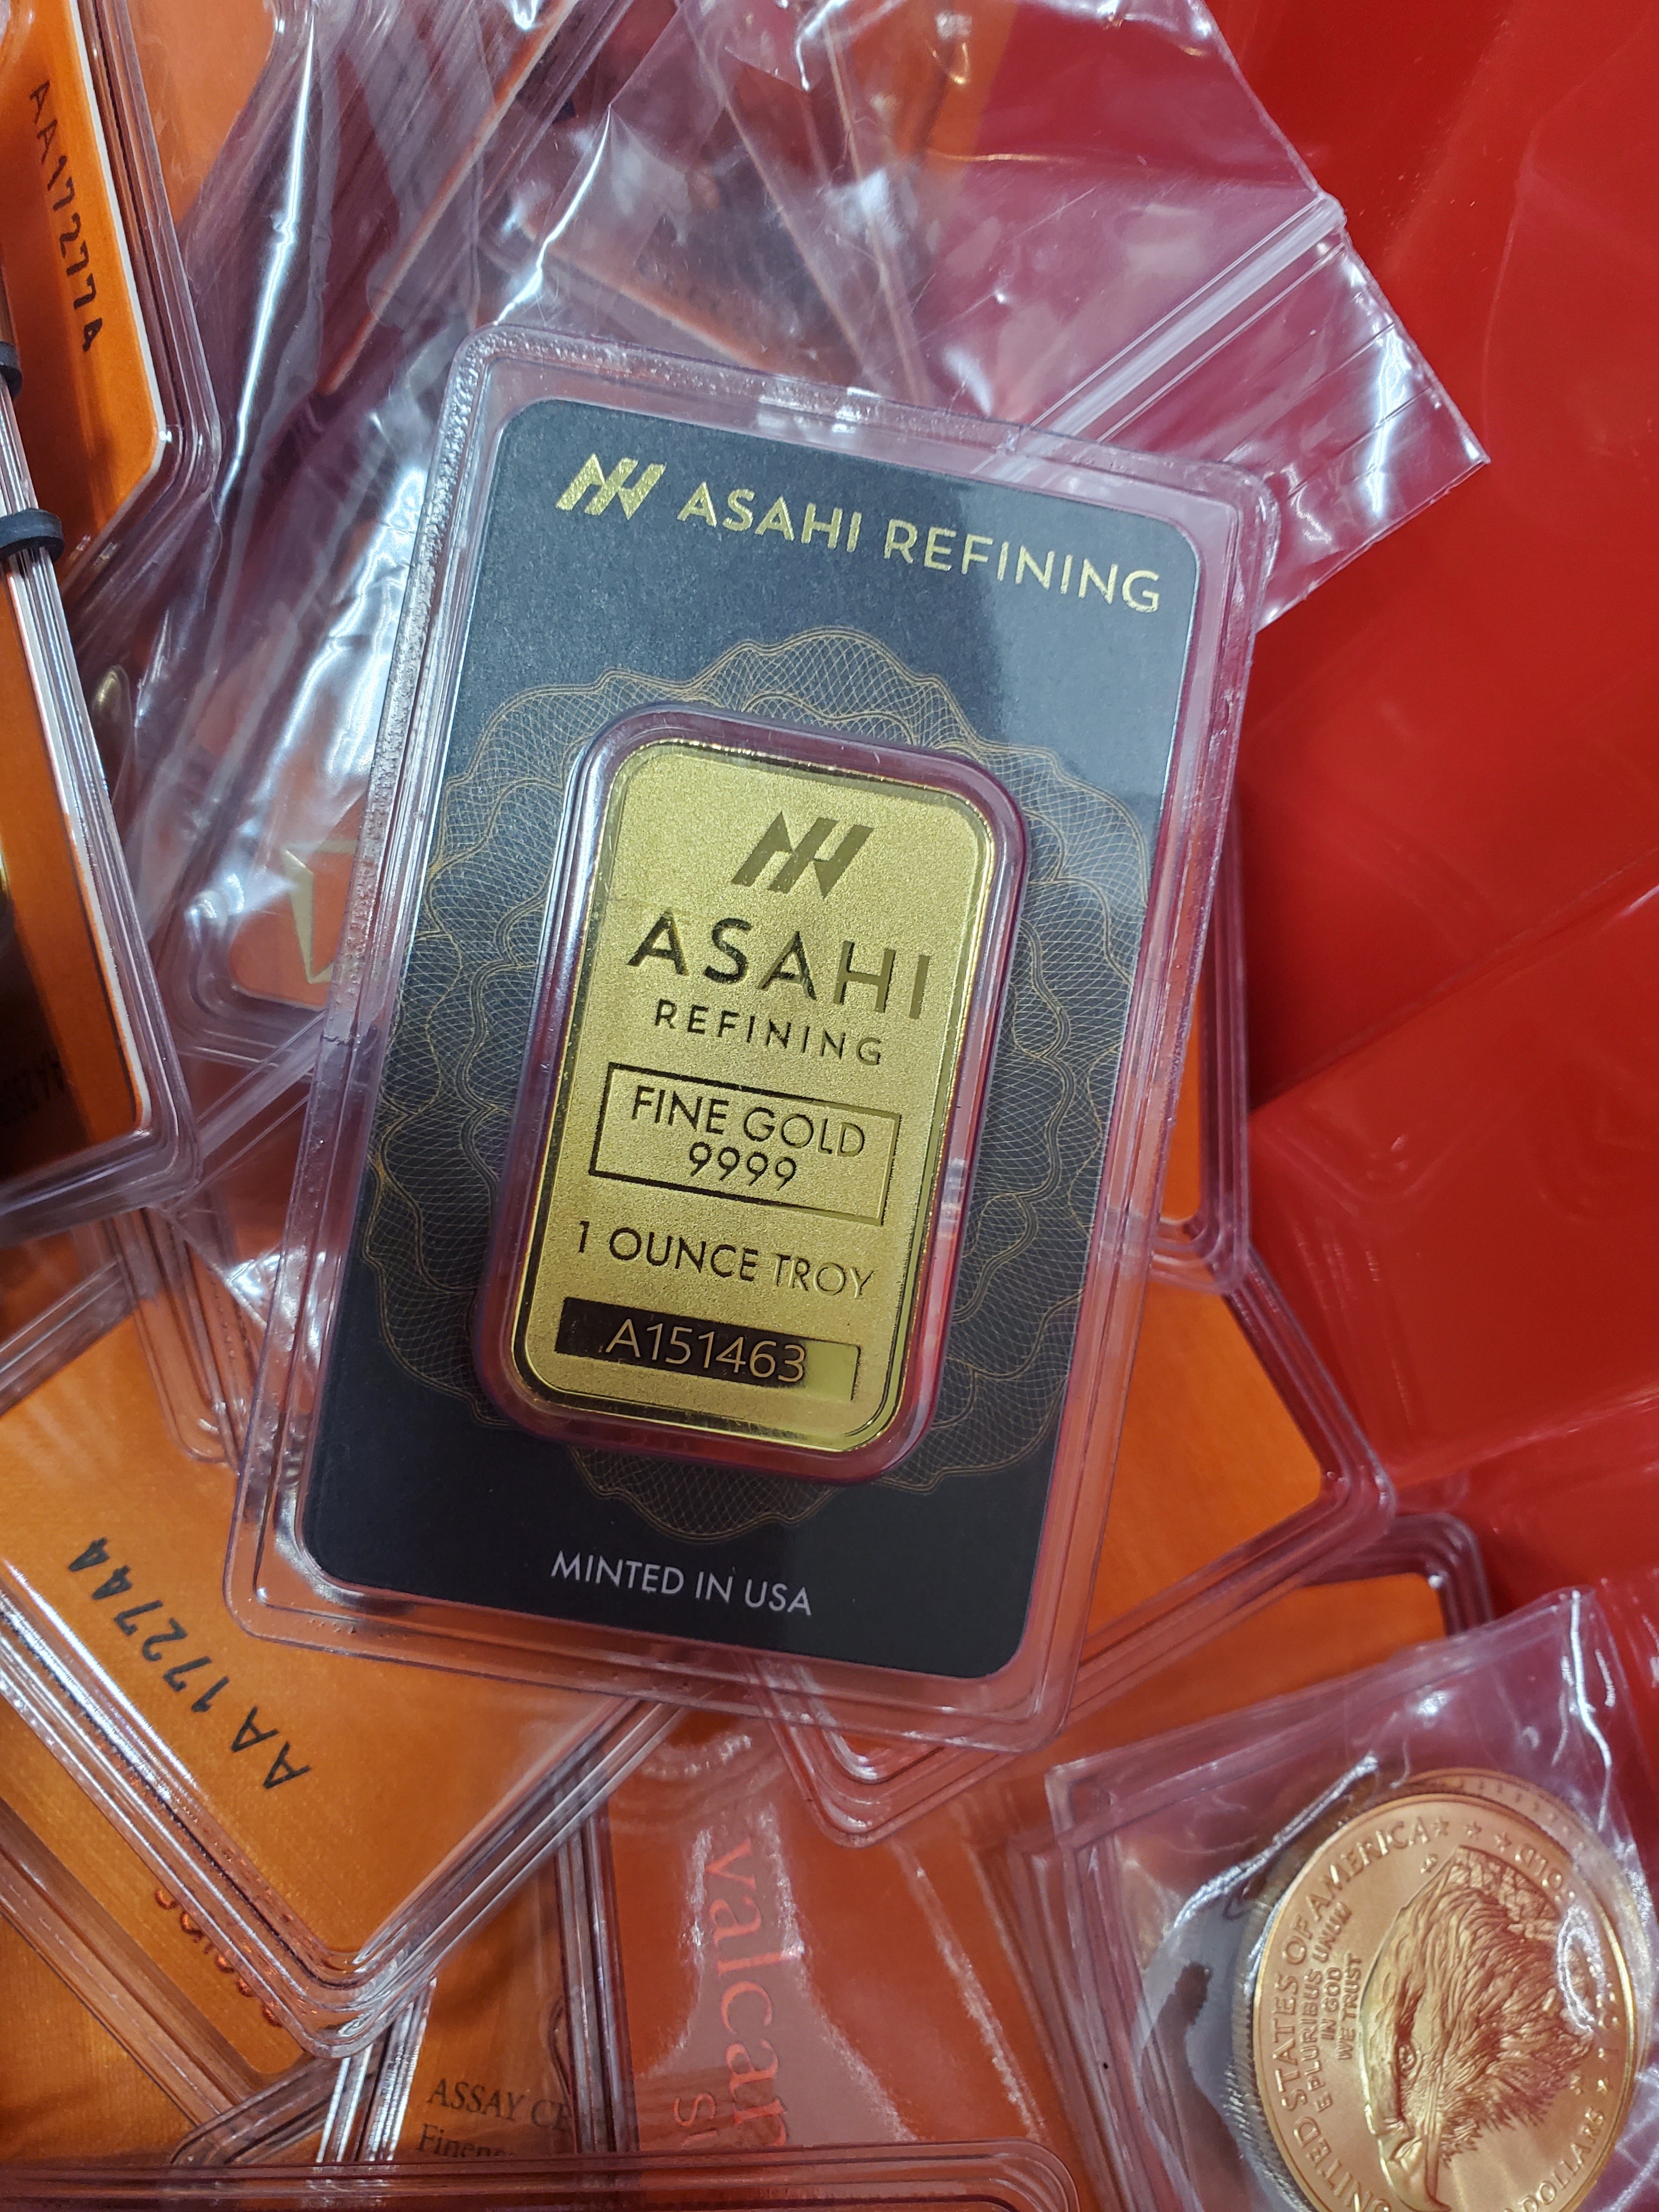 AA172774
ASAHI REFINING
ASAHI
REFINING
FINE GOLD
9999
1 OUNCE TROY
A151463
MINTED IN USA
AA 172744
valcam
ASSAY
UNITED STATES OF AMERICA
E PLURIBUS UNUM
IN GOD
WE TRUST
DOLLARS